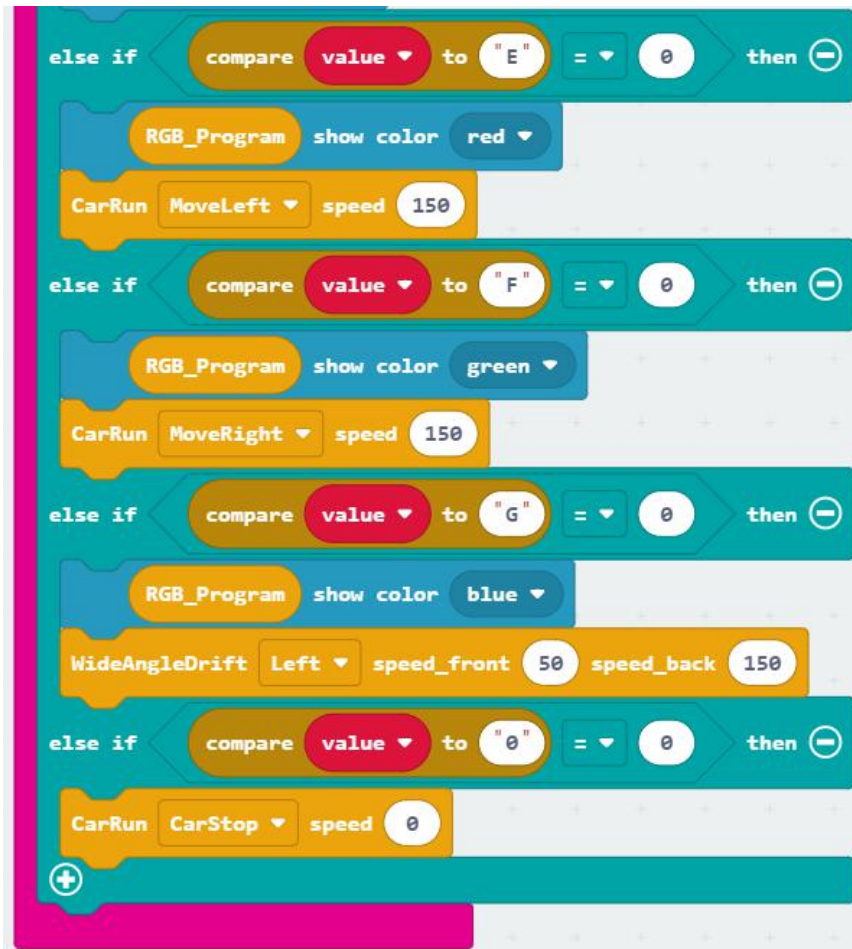 else if compare value to "E" = 0 then
RGB_Program show color red
CarRun MoveLeft speed 150
else if compare value to "F" = 0 then
RGB_Program show color green
CarRun MoveRight speed 150
else if compare value to "G" = 0 then
RGB_Program show color blue
WideAngleDrift Left speed_front 50 speed_back 150
else if compare value to "0" = 0 then
CarRun CarStop speed 0